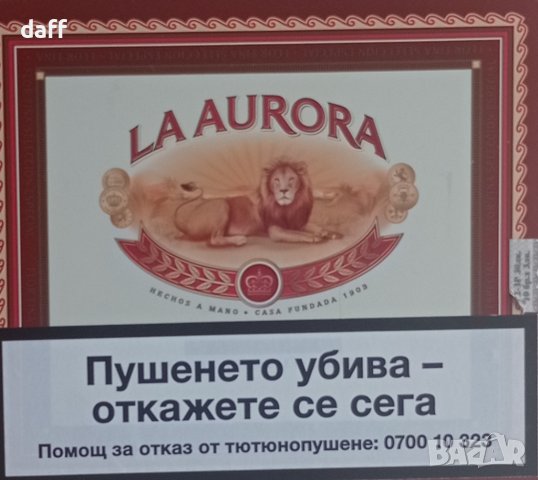 daff
LA AURORA
HECHOS A MANO • CASA FUNDADA 1903
Пушенето убива –
откажете се сега
Помощ за отказ от тютюнопушене: 0700 10 323
BAZAR